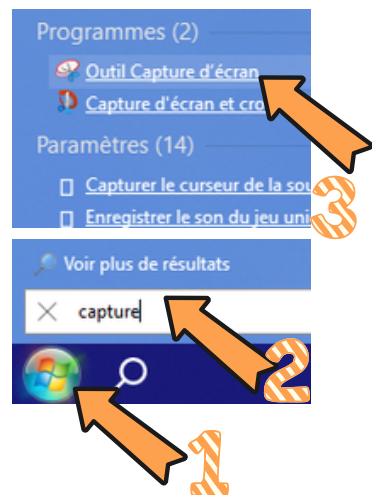 Programmes (2)
Outil Capture d'écran
Capture d'écran et cro
Paramètres (14)
Capturer le curseur de la sou
Enregistrer le son du jeu uni
3
Voir plus de résultats
capture
2
1